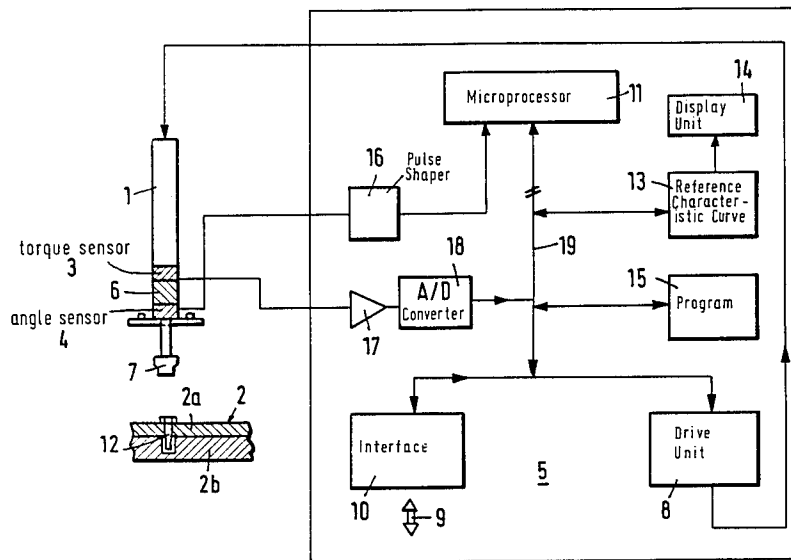 Microprocessor
11
14
Display
Unit
16
Pulse
Shaper
13
Reference
Character-
istic Curve
1
torque sensor
3
6
angle sensor
4
18
A/D
Converter
17
19
15
Program
7
2
2a
12
2b
Interface
10
9
5
Drive
Unit
8